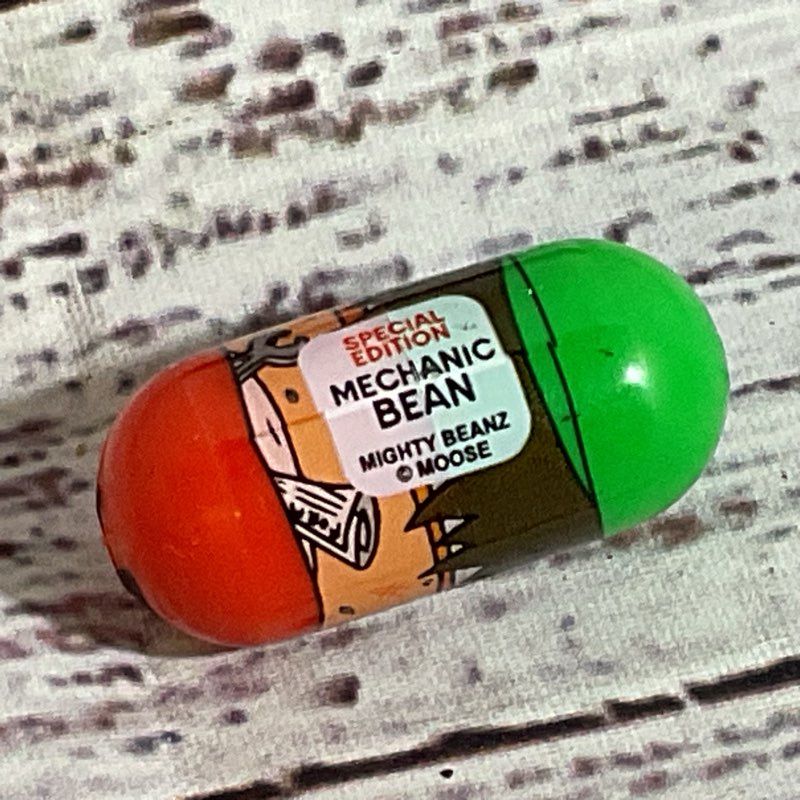 SPECIAL
EDITION
MECHANIC
BEAN
MIGHTY BEANZ
© MOOSE